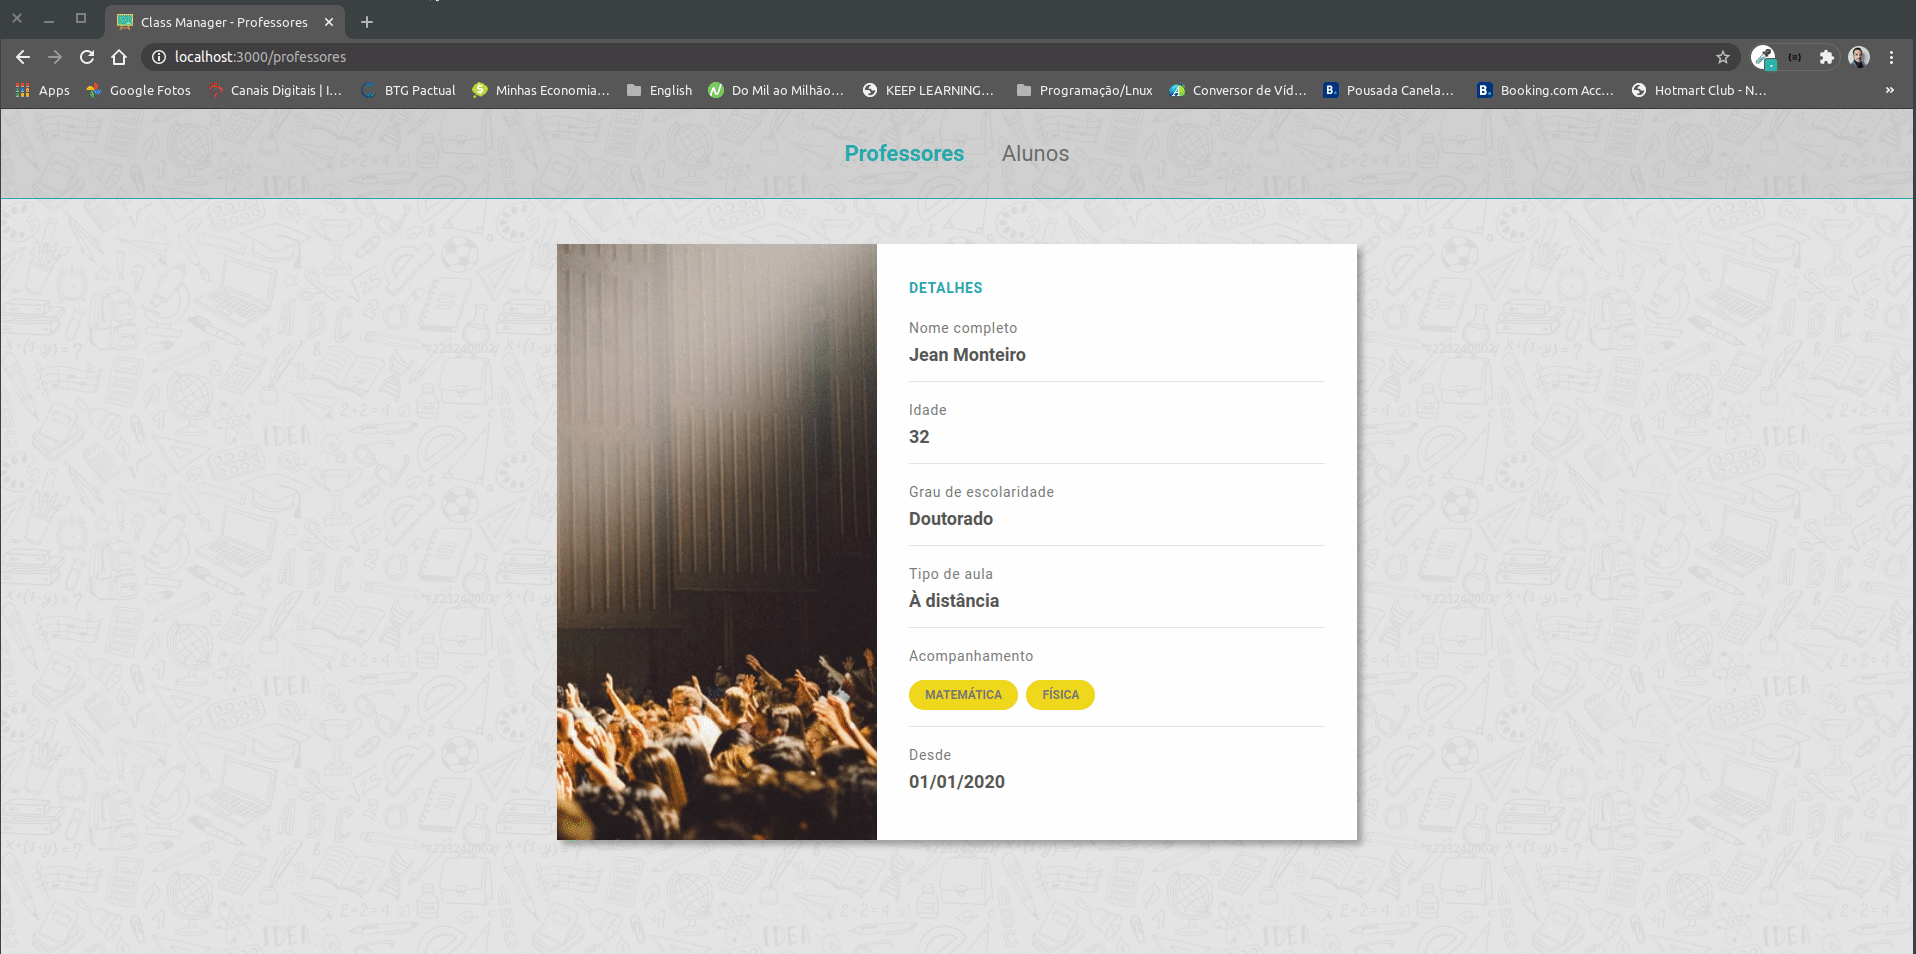 Class Manager - Professores
localhost:3000/professores
Apps
Google Fotos
Canais Digitais | I...
BTG Pactual
Minhas Economia...
English
Do Mil ao Milhão...
KEEP LEARNING...
Programação/Lnux
Conversor de Víd...
Pousada Canela...
Booking.com Acc...
Hotmart Club - N...
»
Professores
Alunos
DETALHES
Nome completo
Jean Monteiro
Idade
32
Grau de escolaridade
Doutorado
Tipo de aula
À distância
Acompanhamento
MATEMÁTICA
FÍSICA
Desde
01/01/2020